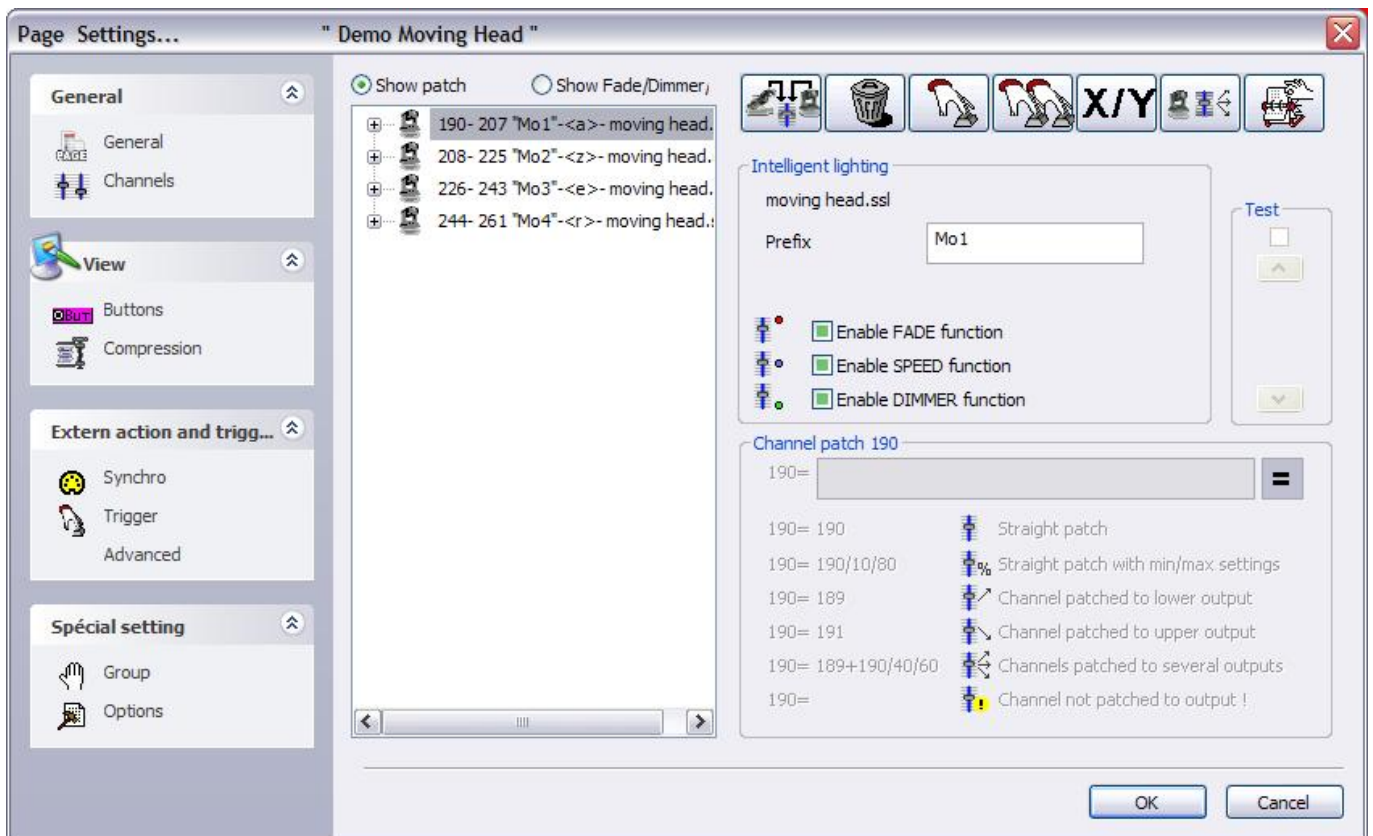 Page Settings... " Demo Moving Head "
General
General
Channels
View
Buttons
Compression
Extern action and trigg...
Synchro
Trigger
Advanced
Spécial setting
Group
Options
Show patch Show Fade/Dimmer/
190- 207 "Mo1"-<a>- moving head.
208- 225 "Mo2"-<z>- moving head.
226- 243 "Mo3"-<e>- moving head.
244- 261 "Mo4"-<r>- moving head.s
X/Y
Intelligent lighting
moving head.ssl
Prefix Mo1
Enable FADE function
Enable SPEED function
Enable DIMMER function
Test
Channel patch 190
190= =
190= 190 Straight patch
190= 190/10/80 % Straight patch with min/max settings
190= 189 Channel patched to lower output
190= 191 Channel patched to upper output
190= 189+190/40/60 Channels patched to several outputs
190= ! Channel not patched to output !
OK Cancel